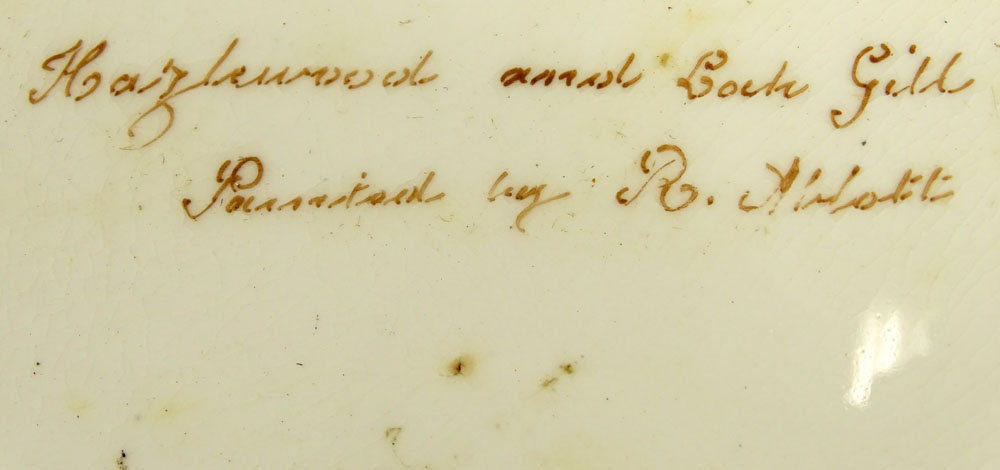 Hazlewood and Lock Gill
Painted by R. Abbott